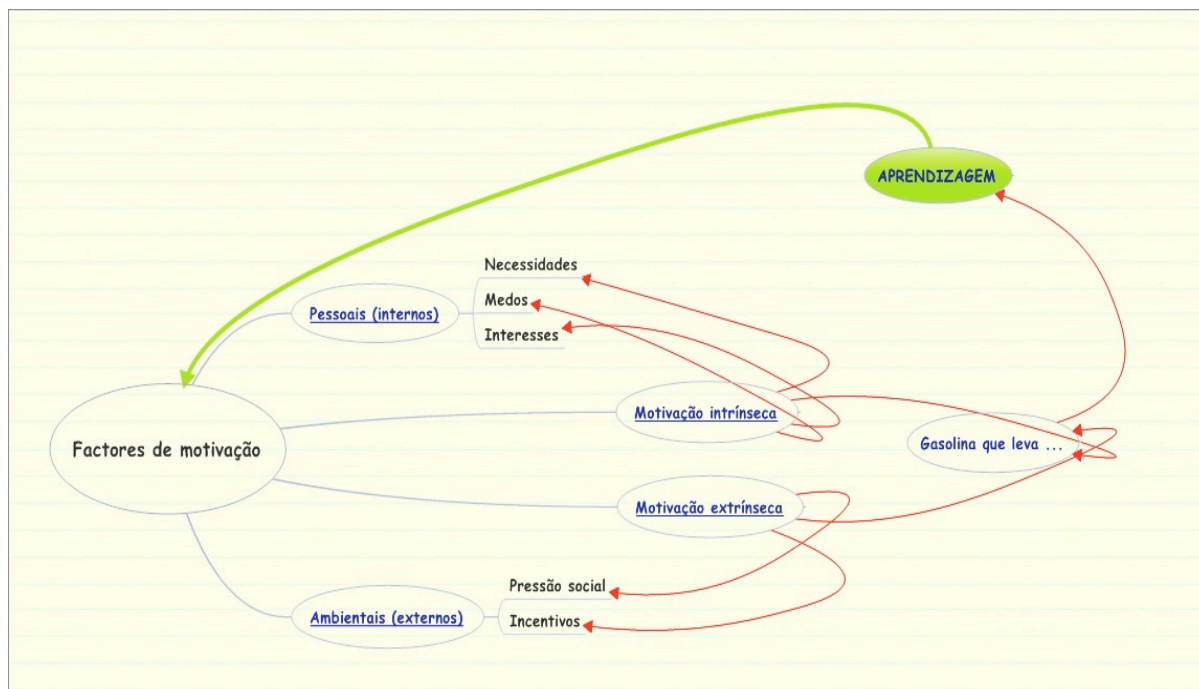 APRENDIZAGEM
Necessidades
Medos
Interesses
Pessoais (internos)
Motivação intrínseca
Factores de motivação
Gasolina que leva ...
Motivação extrínseca
Pressão social
Incentivos
Ambientais (externos)